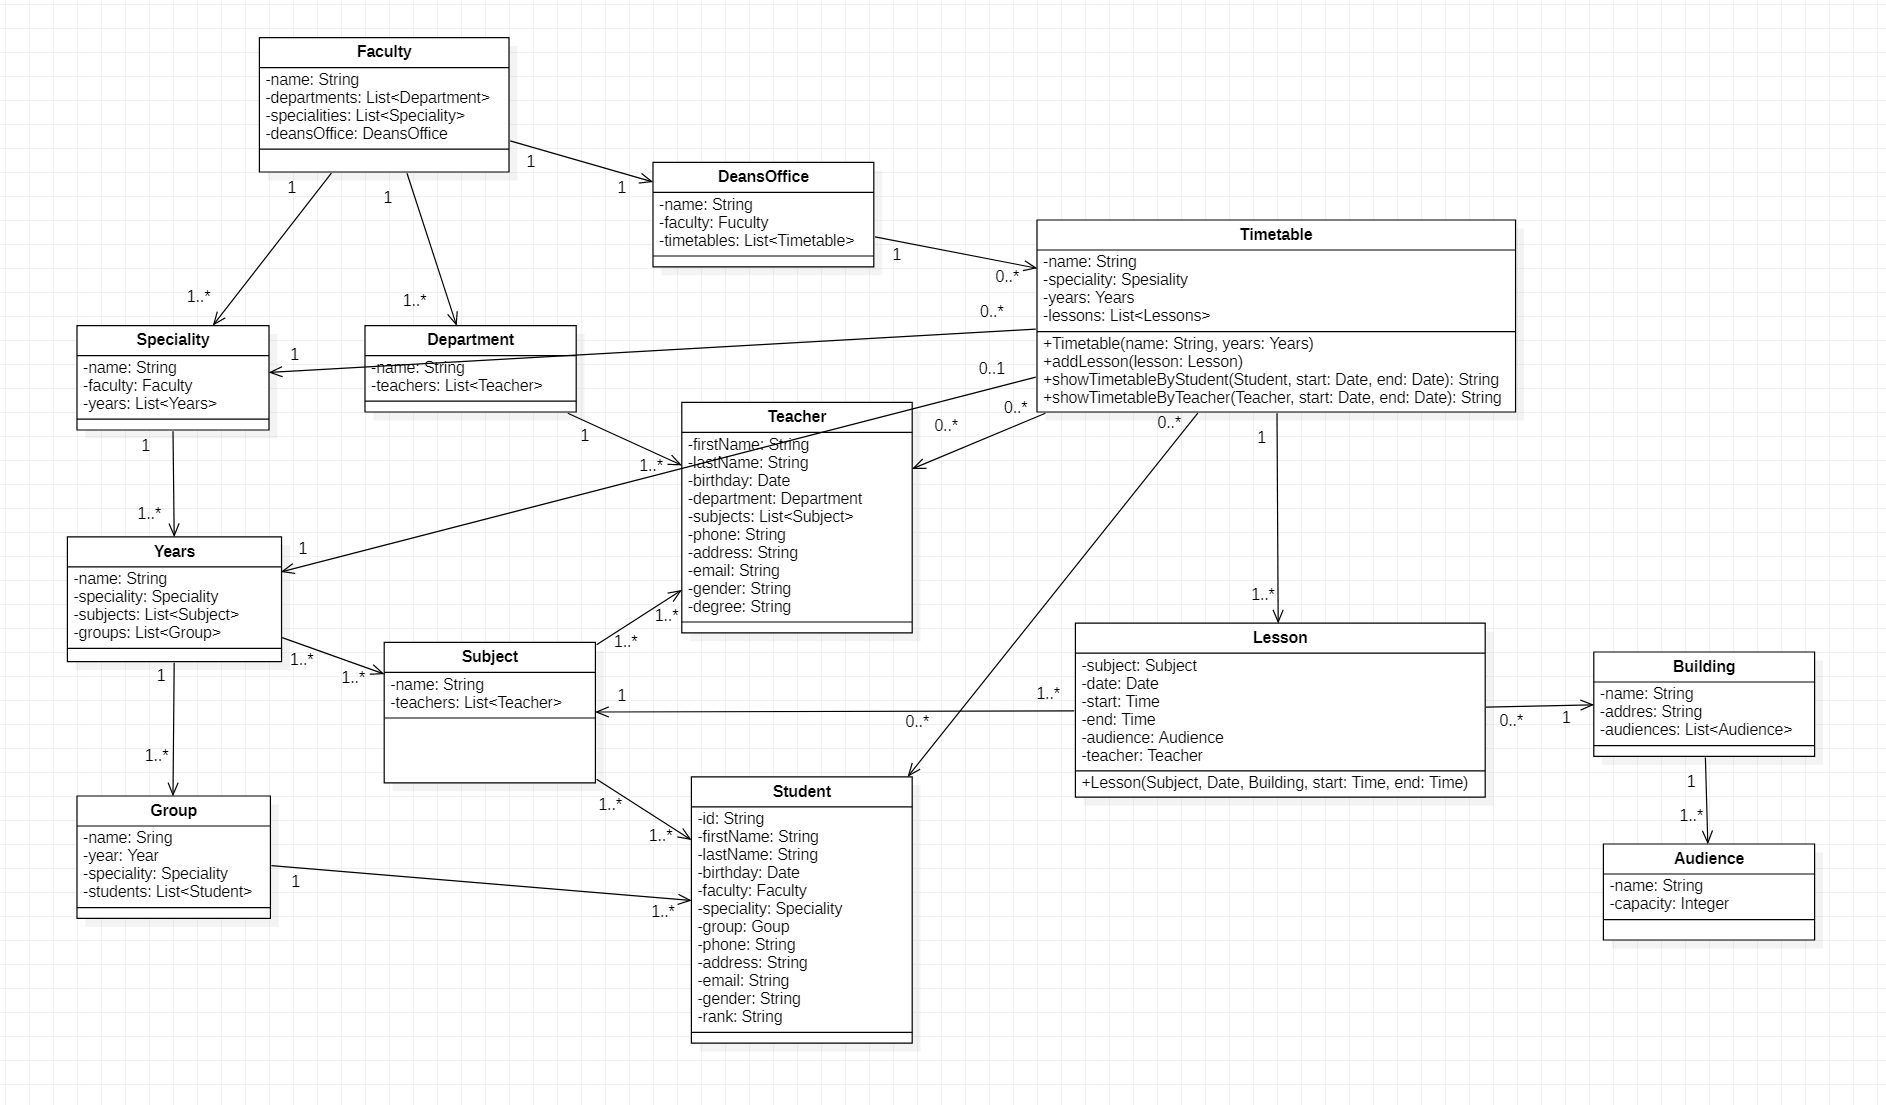 Faculty
-name: String
-departments: List<Department>
-specialities: List<Speciality>
-deansOffice: DeansOffice
1
1
1
1
1..*
1..*
DeansOffice
-name: String
-faculty: Fuculty
-timetables: List<Timetable>
1
0..*
Timetable
-name: String
-speciality: Spesiality
-years: Years
-lessons: List<Lessons>
+Timetable(name: String, years: Years)
+addLesson(lesson: Lesson)
+showTimetableByStudent(Student, start: Date, end: Date): String
+showTimetableByTeacher(Teacher, start: Date, end: Date): String
0..*
1
0..1
1
0..*
0..*
0..*
0..*
1
1..*
Speciality
-name: String
-faculty: Faculty
-years: List<Years>
1
1..*
Department
-name: String
-teachers: List<Teacher>
1
1..*
Teacher
-firstName: String
-lastName: String
-birthday: Date
-department: Department
-subjects: List<Subject>
-phone: String
-address: String
-email: String
-gender: String
-degree: String
Years
-name: String
-speciality: Speciality
-subjects: List<Subject>
-groups: List<Group>
1..*
1..*
1
1..*
Subject
-name: String
-teachers: List<Teacher>
1..*
1..*
1..*
1..*
1
1..*
Lesson
-subject: Subject
-date: Date
-start: Time
-end: Time
-audience: Audience
-teacher: Teacher
+Lesson(Subject, Date, Building, start: Time, end: Time)
0..*
1
Building
-name: String
-addres: String
-audiences: List<Audience>
1
1..*
Audience
-name: String
-capacity: Integer
Group
-name: Sring
-year: Year
-speciality: Speciality
-students: List<Student>
1
1..*
Student
-id: String
-firstName: String
-lastName: String
-birthday: Date
-faculty: Faculty
-speciality: Speciality
-group: Goup
-phone: String
-address: String
-email: String
-gender: String
-rank: String